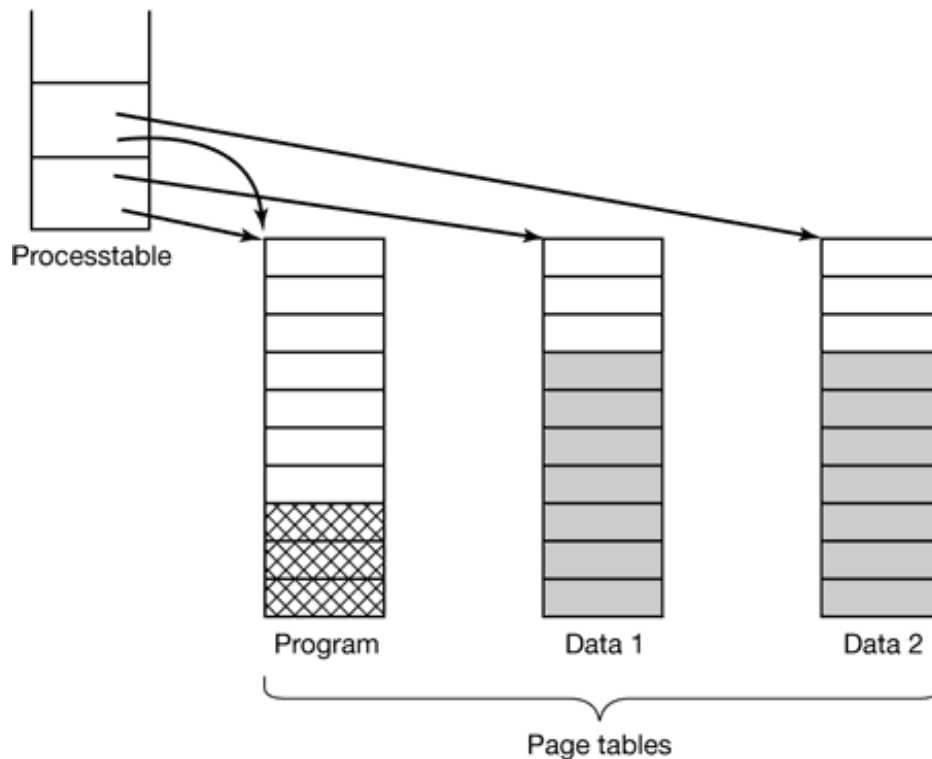 Processtable
Program
Data 1
Data 2
Page tables